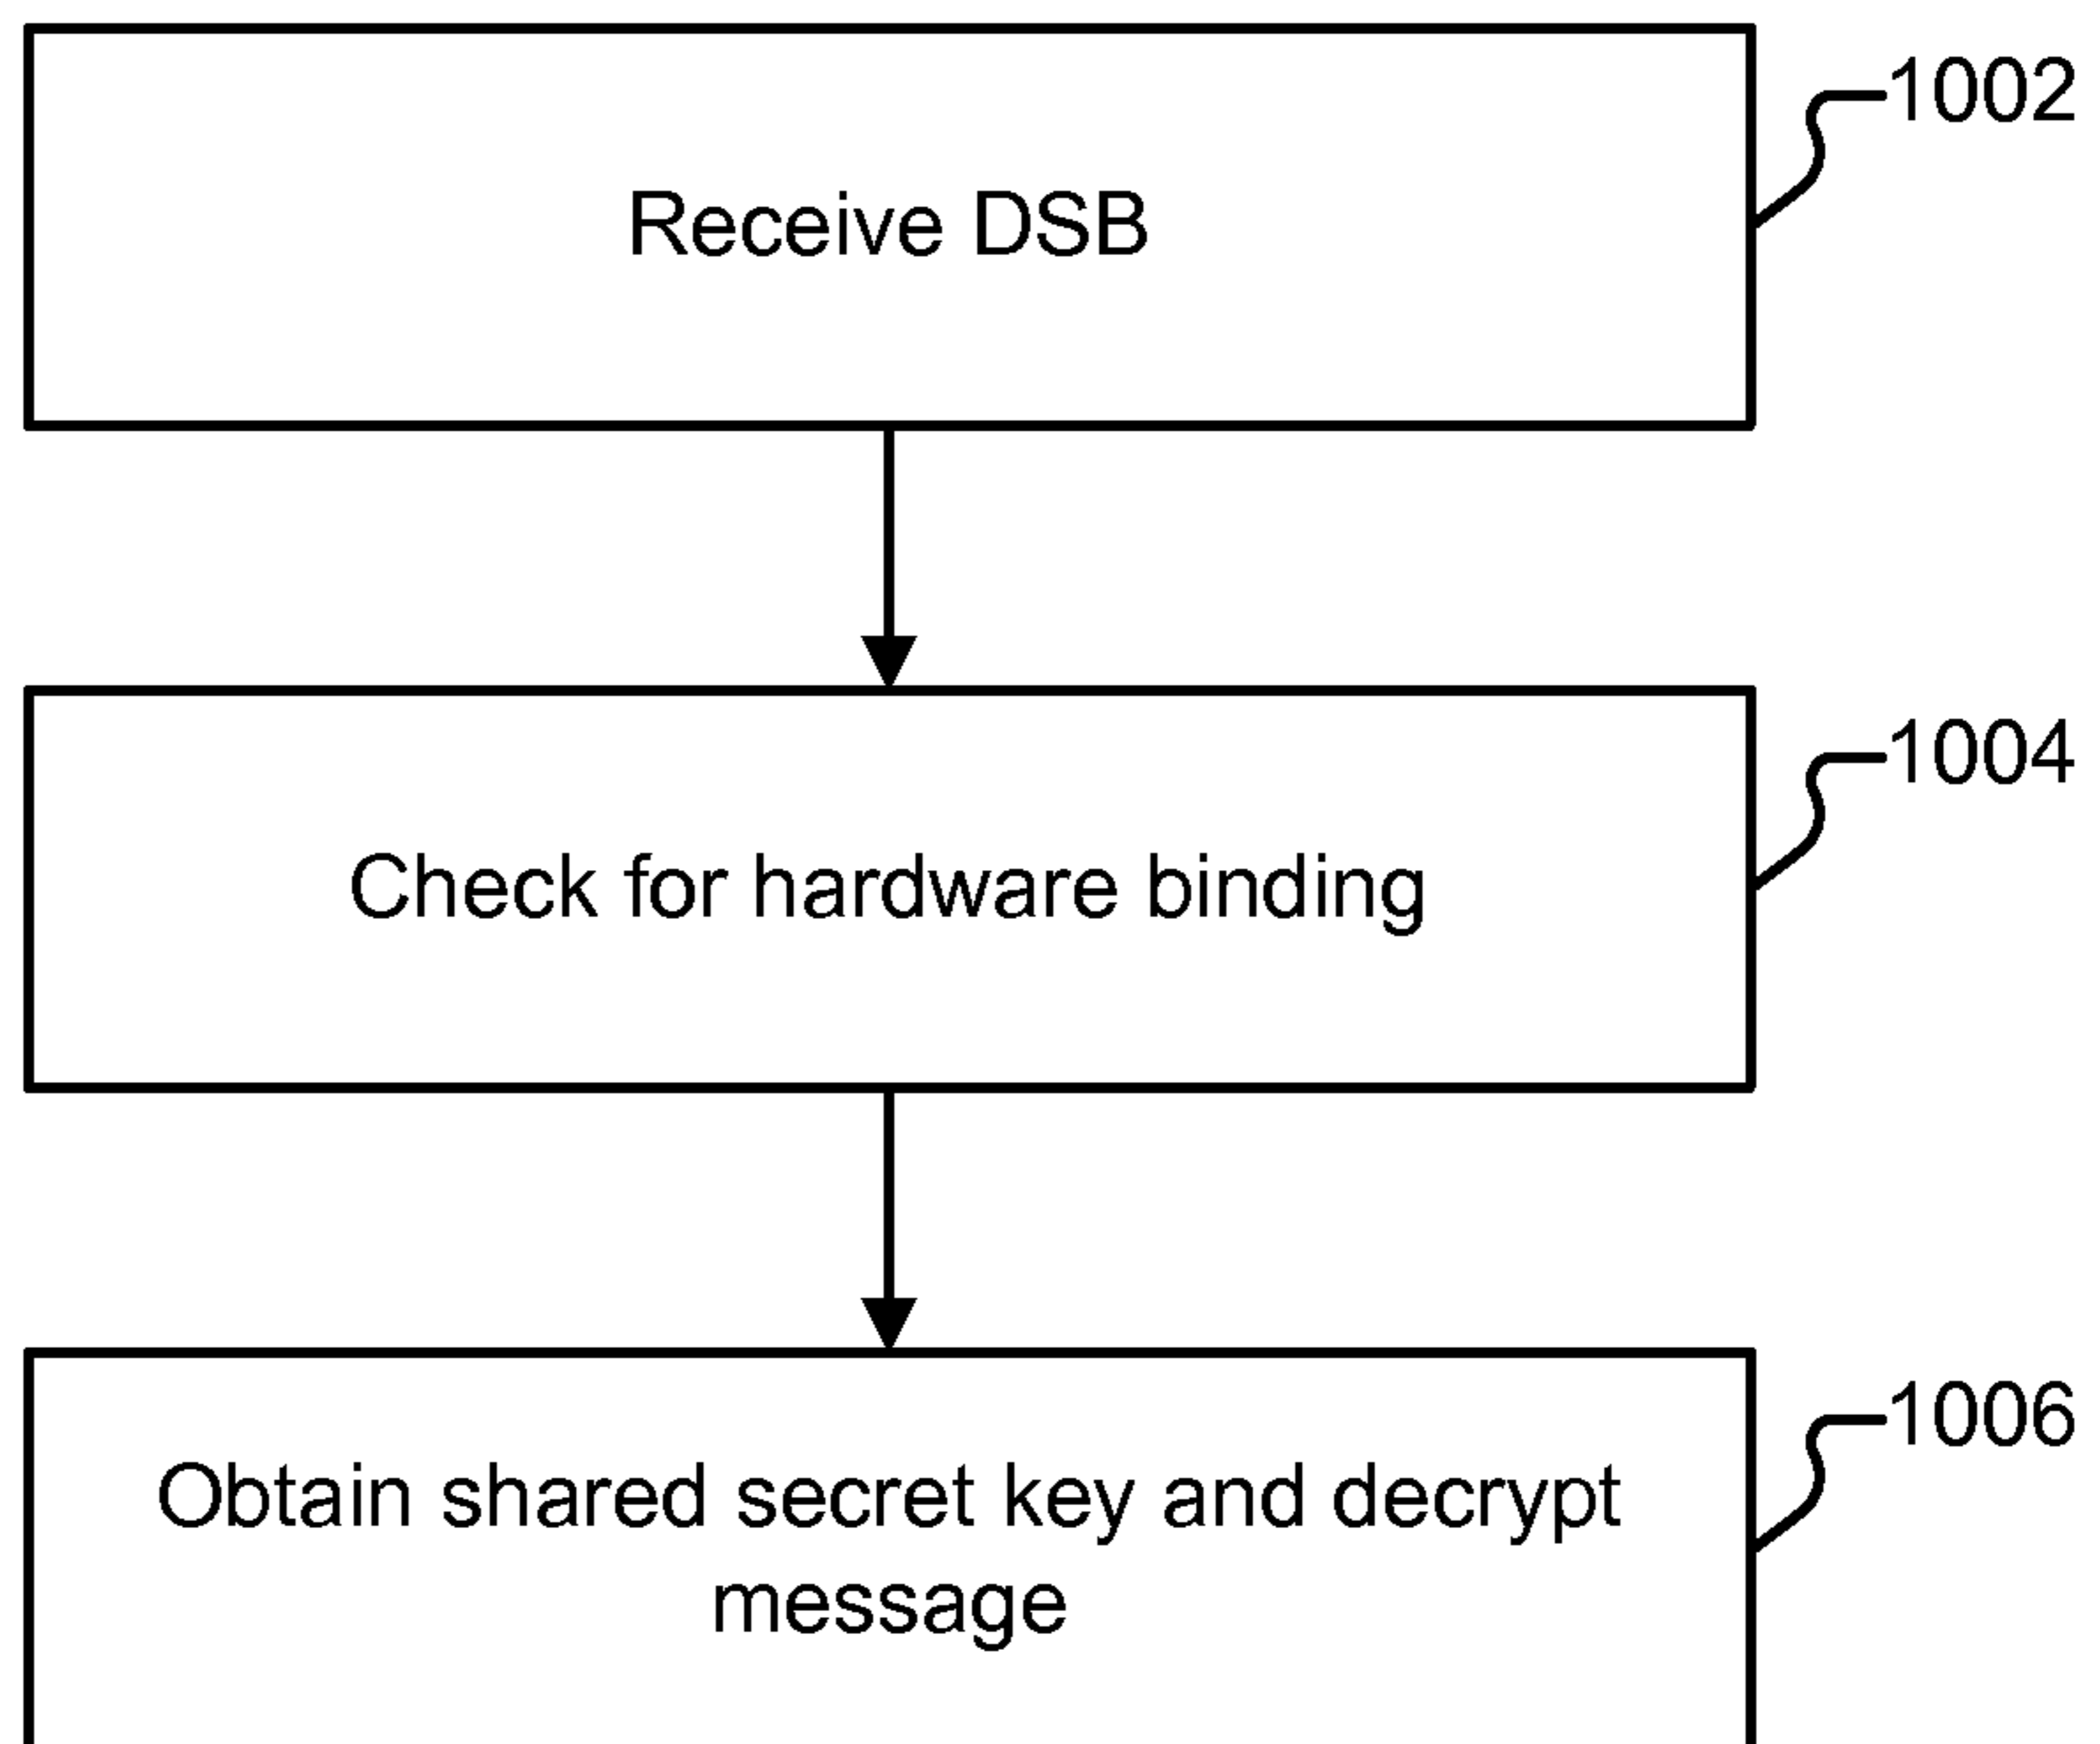 Receive DSB
1002
Check for hardware binding
1004
Obtain shared secret key and decrypt
message
1006